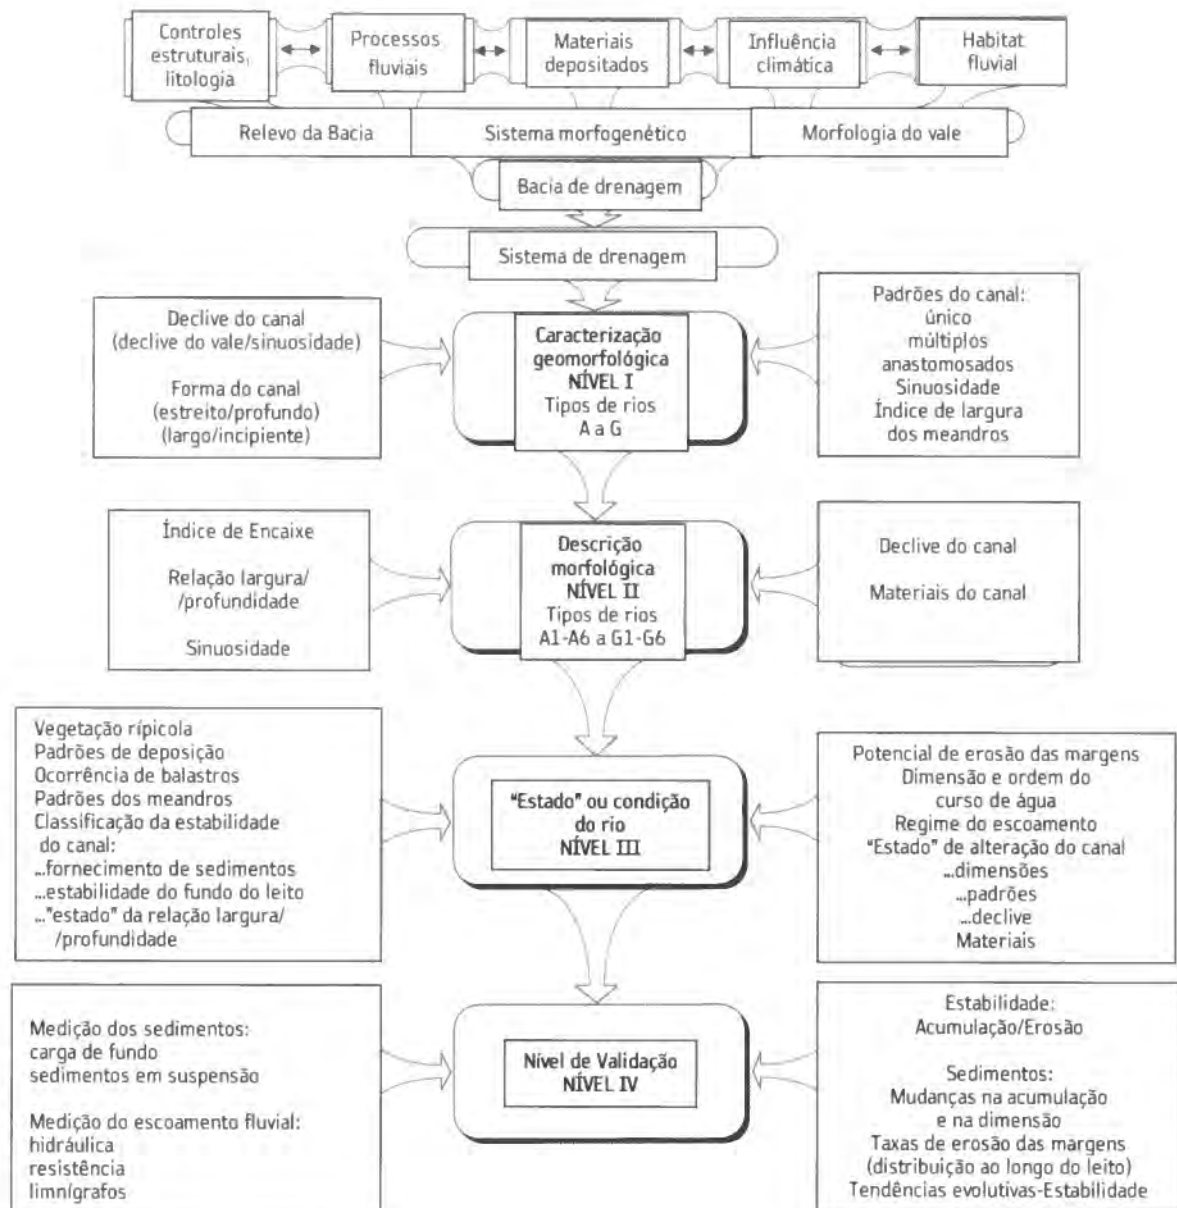 Controles
estruturais,
litologia
Processos
fluviais
Materiais
depositados
Influência
climática
Habitat
fluvial
Relevo da Bacia
Sistema morfogenético
Morfologia do vale
Bacia de drenagem
Sistema de drenagem
Declive do canal
(declive do vale/sinuosidade)
Forma do canal
(estreito/profundo)
(largo/incipiente)
Caracterização
geomorfológica
NÍVEL I
Tipos de rios
A a G
Padrões do canal:
único
múltiplos
anastomosados
Sinuosidade
Índice de largura
dos meandros
Índice de Encaixe
Relação largura/
/profundidade
Sinuosidade
Descrição
morfológica
NÍVEL II
Tipos de rios
A1-A6 a G1-G6
Declive do canal
Materiais do canal
Vegetação rípicola
Padrões de deposição
Ocorrência de balastros
Padrões dos meandros
Classificação da estabilidade
do canal:
...fornecimento de sedimentos
...estabilidade do fundo do leito
..."estado" da relação largura/
/profundidade
"Estado" ou condição
do rio
NÍVEL III
Potencial de erosão das margens
Dimensão e ordem do
curso de água
Regime do escoamento
"Estado" de alteração do canal
...dimensões
...padrões
...declive
Materiais
Medição dos sedimentos:
carga de fundo
sedimentos em suspensão
Medição do escoamento fluvial:
hidráulica
resistência
limnígrafos
Nível de Validação
NÍVEL IV
Estabilidade:
Acumulação/Erosão
Sedimentos:
Mudanças na acumulação
e na dimensão
Taxas de erosão das margens
(distribuição ao longo do leito)
Tendências evolutivas-Estabilidade